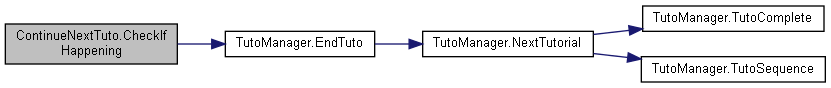 ContinueNextTuto.CheckIf
Happening
TutoManager.EndTuto
TutoManager.NextTutorial
TutoManager.TutoComplete
TutoManager.TutoSequence